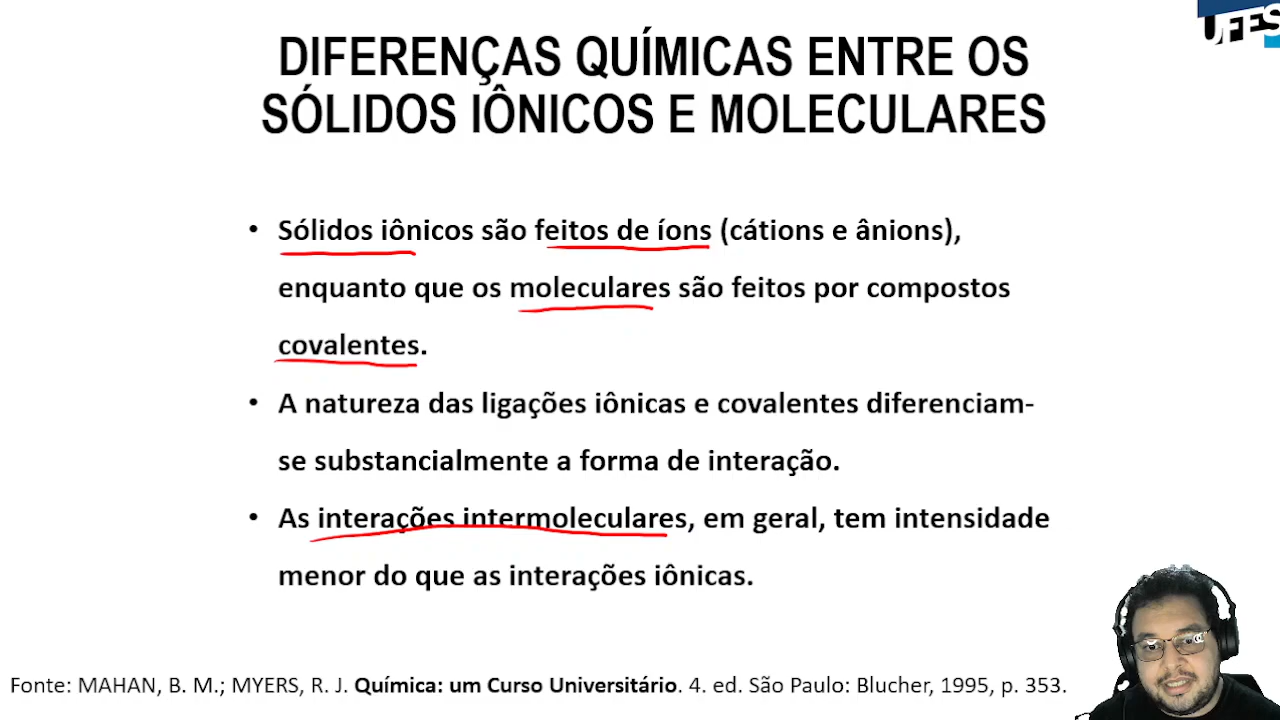 UFES
DIFERENÇAS QUÍMICAS ENTRE OS
SÓLIDOS IÔNICOS E MOLECULARES
• Sólidos iônicos são feitos de íons (cátions e ânions),
enquanto que os moleculares são feitos por compostos
covalentes.
• A natureza das ligações iônicas e covalentes diferenciam-
se substancialmente a forma de interação.
• As interações intermoleculares, em geral, tem intensidade
menor do que as interações iônicas.
Fonte: MAHAN, B. M.; MYERS, R. J. Química: um Curso Universitário. 4. ed. São Paulo: Blucher, 1995, p. 353.